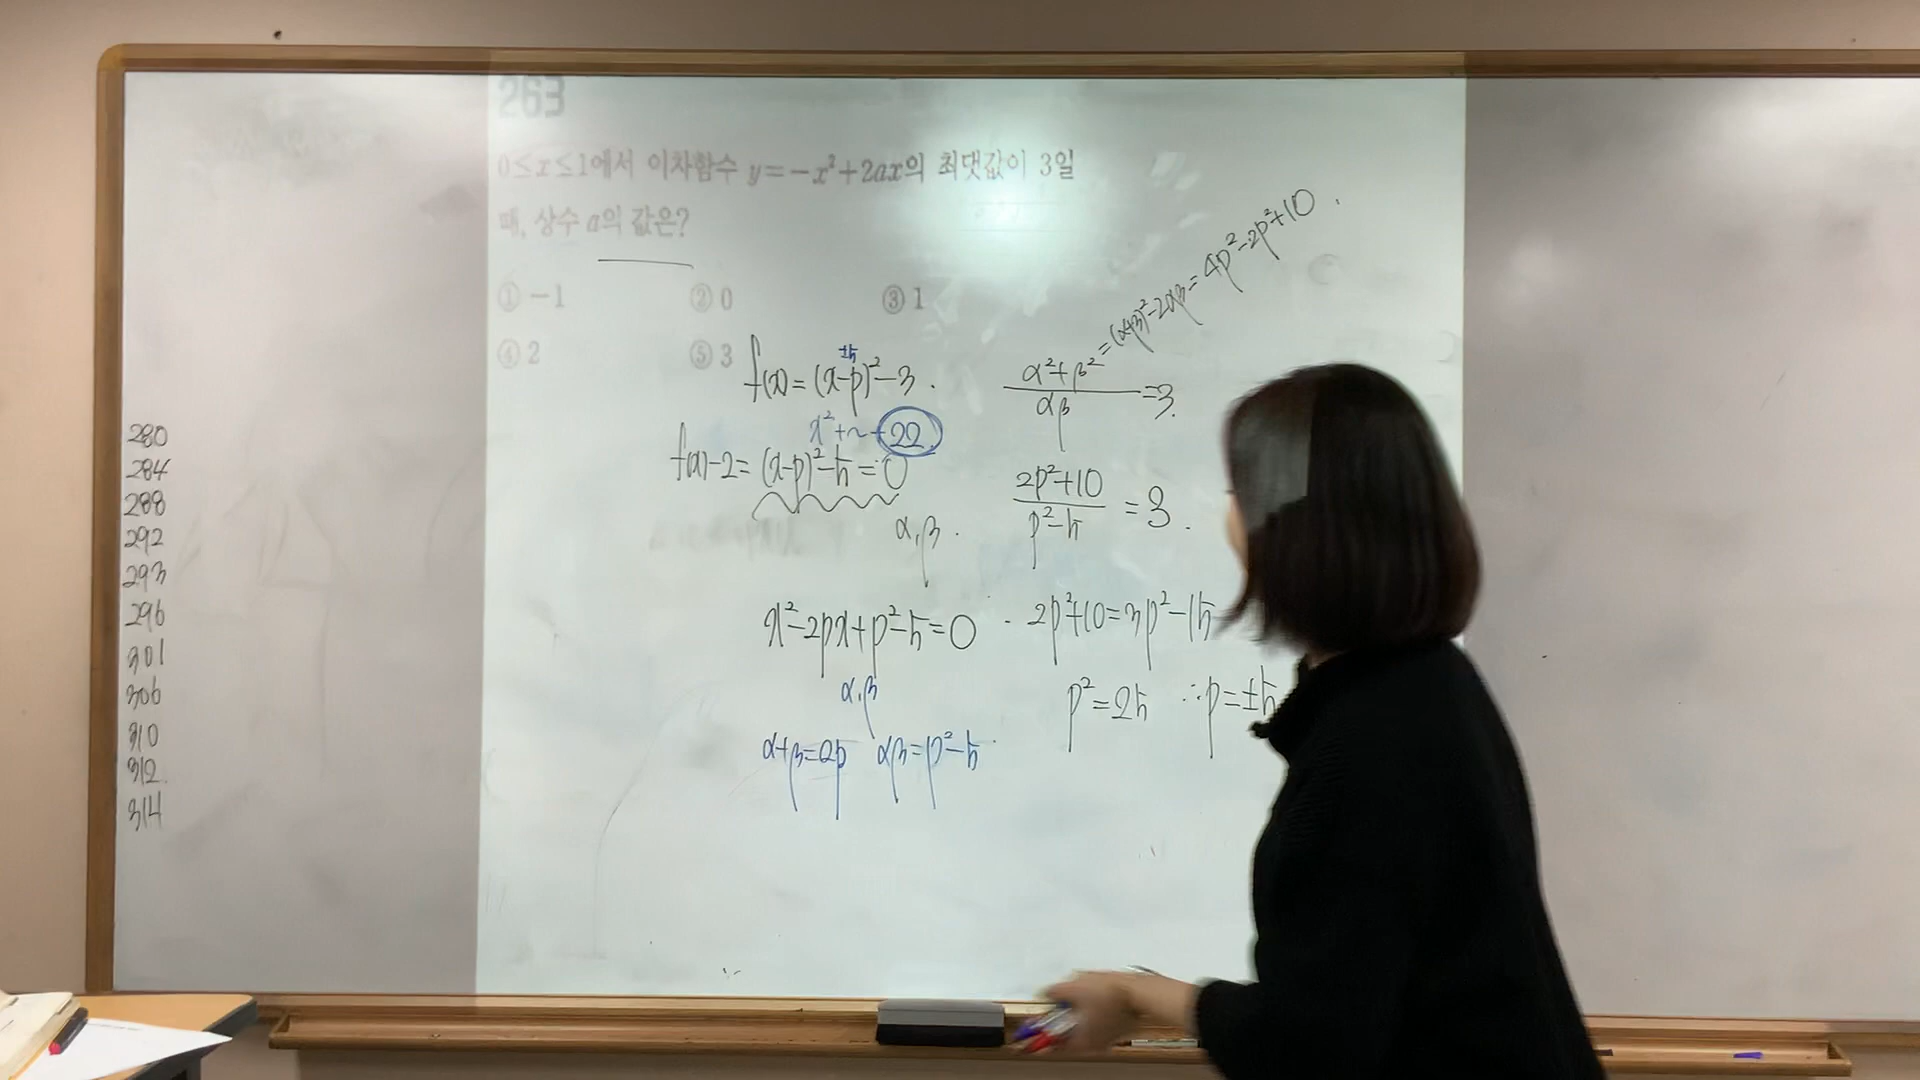 263
0≤x≤1에서 이차함수 y=-x²+2ax의 최댓값이 3일
때, 상수 a의 값은?
① -1 ② 0 ③ 1
④ 2 ⑤ 3
280
284
288
292
293
296
301
306
310
312
314
±5
f(x)=(x-p)²-3.
x²+~+22
f(x)-2=(x-p)²-5=0
α,β.
x²-2px+p²-5=0
α,β
α+β=2p αβ=p²-5
α²+β²=(α+β)²-2αβ=4p²-2p²+10.
αβ
=3.
2p²+10
p²-5
=3.
2p²+10=3p²-15
p²=25 ∴p=±5